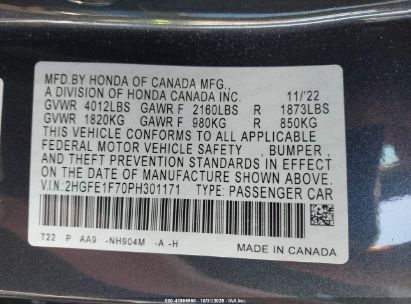 MFD.BY HONDA OF CANADA MFG.,
A DIVISION OF HONDA CANADA INC. 11/'22
GVWR 4012LBS GAWR F 2160LBS R 1873LBS
GVWR 1820KG GAWR F 980KG R 850KG
THIS VEHICLE CONFORMS TO ALL APPLICABLE
FEDERAL MOTOR VEHICLE SAFETY, BUMPER,
AND THEFT PREVENTION STANDARDS IN EFFECT
ON THE DATE OF MANUFACTURE SHOWN ABOVE.
V.I.N.:2HGFE1F70PH301171 TYPE: PASSENGER CAR
T22 P AA9 -NH904M -A -H
MADE IN CANADA